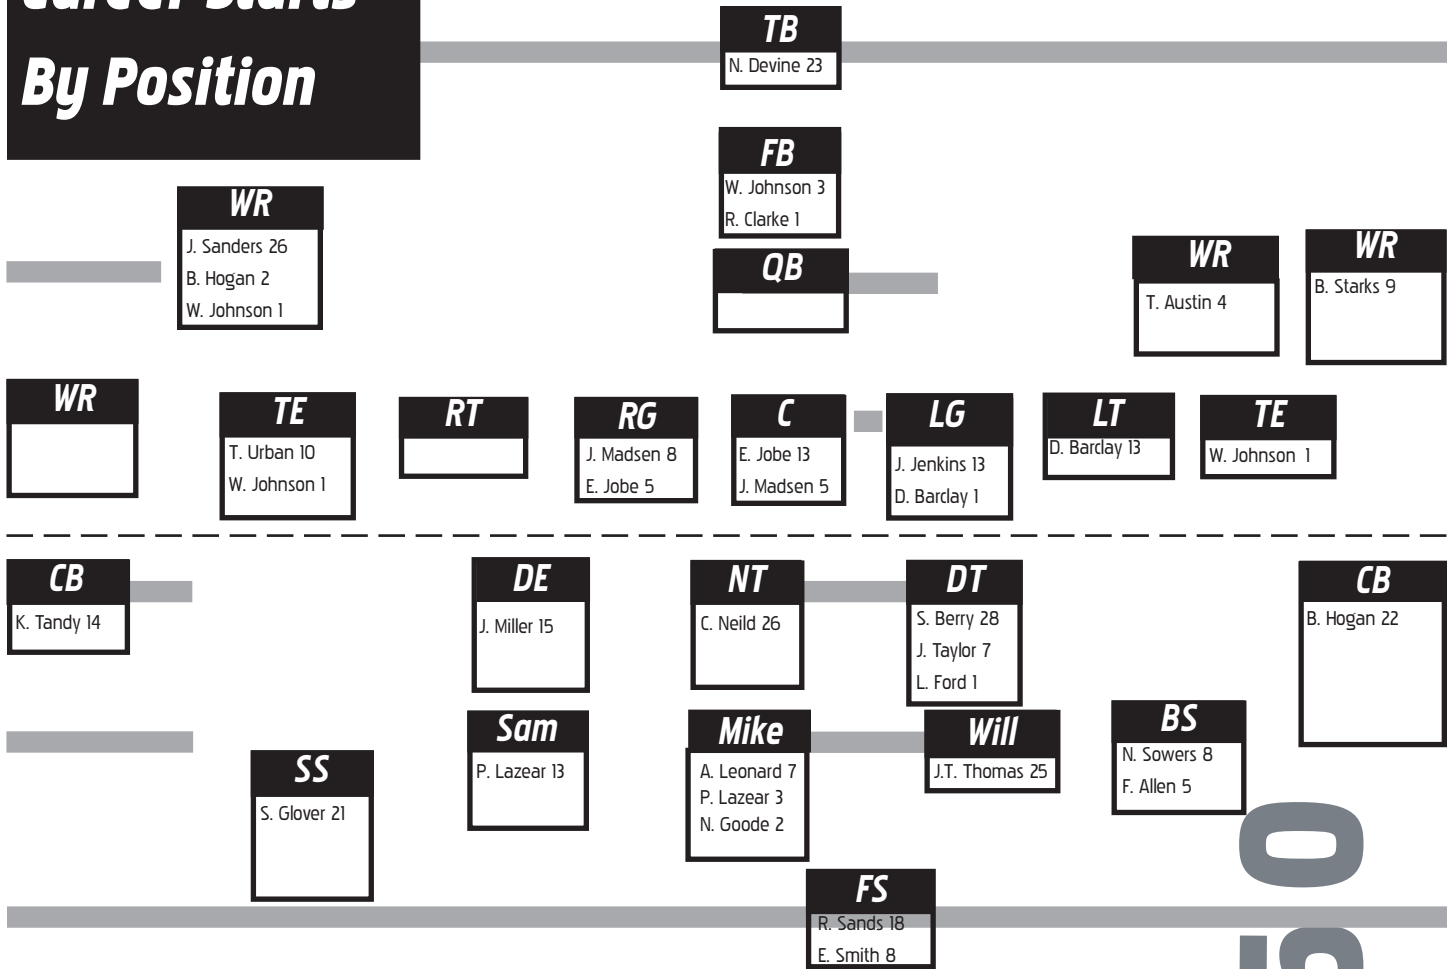 Career Starts
By Position
TB
N. Devine 23
FB
W. Johnson 3
R. Clarke 1
WR
J. Sanders 26
B. Hogan 2
W. Johnson 1
QB
WR
T. Austin 4
WR
B. Starks 9
WR
TE
T. Urban 10
W. Johnson 1
RT
RG
J. Madsen 8
E. Jobe 5
C
E. Jobe 13
J. Madsen 5
LG
J. Jenkins 13
D. Barclay 1
LT
D. Barclay 13
TE
W. Johnson 1
CB
K. Tandy 14
DE
J. Miller 15
NT
C. Neild 26
DT
S. Berry 28
J. Taylor 7
L. Ford 1
CB
B. Hogan 22
SS
S. Glover 21
Sam
P. Lazear 13
Mike
A. Leonard 7
P. Lazear 3
N. Goode 2
Will
J.T. Thomas 25
BS
N. Sowers 8
F. Allen 5
FS
R. Sands 18
E. Smith 8